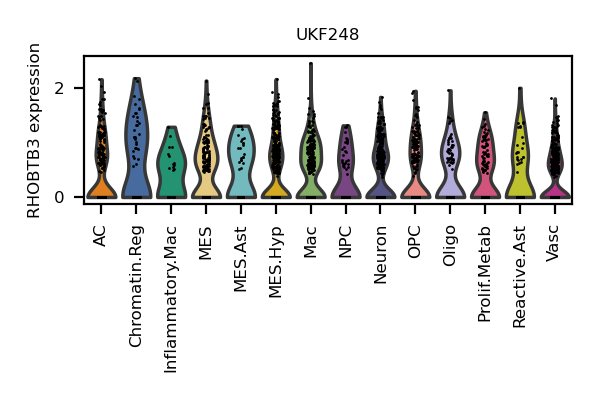 UKF248
RHOBTB3 expression
2
0
AC
Chromatin.Reg
Inflammatory.Mac
MES
MES.Ast
MES.Hyp
Mac
NPC
Neuron
OPC
Oligo
Prolif.Metab
Reactive.Ast
Vasc